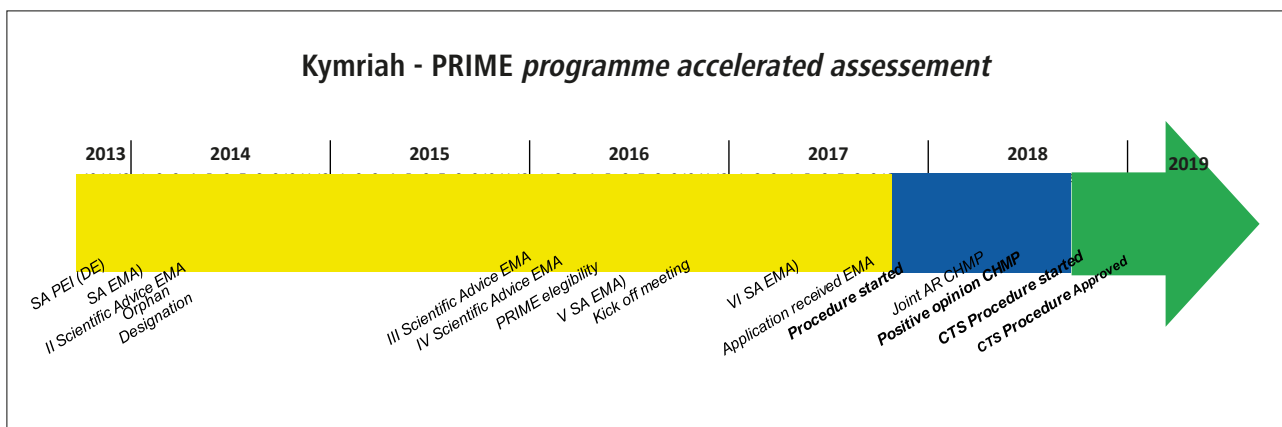 Kymriah - PRIME programme accelerated assessement
2013
2014
2015
2016
2017
2018
2019
SA PEI (DE)
SA EMA)
II Scientific Advice EMA
Orphan
Designation
III Scientific Advice EMA
IV Scientific Advice EMA
PRIME elegibility
V SA EMA)
Kick off meeting
VI SA EMA)
Application received EMA
Procedure started
Joint AR CHMP
Positive opinion CHMP
CTS Procedure started
CTS Procedure Approved